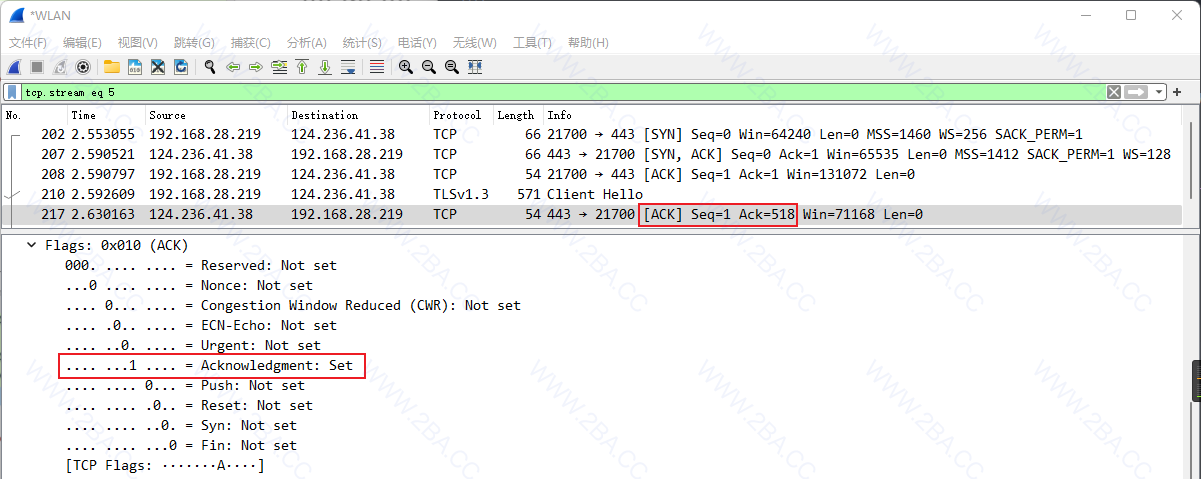 *WLAN
文件(F) 编辑(E) 视图(V) 跳转(G) 捕获(C) 分析(A) 统计(S) 电话(Y) 无线(W) 工具(T) 帮助(H)
tcp.stream eq 5
No. Time Source Destination Protocol Length Info
202 2.553055 192.168.28.219 124.236.41.38 TCP 66 21700 → 443 [SYN] Seq=0 Win=64240 Len=0 MSS=1460 WS=256 SACK_PERM=1
207 2.590521 124.236.41.38 192.168.28.219 TCP 66 443 → 21700 [SYN, ACK] Seq=0 Ack=1 Win=65535 Len=0 MSS=1412 SACK_PERM=1 WS=128
208 2.590797 192.168.28.219 124.236.41.38 TCP 54 21700 → 443 [ACK] Seq=1 Ack=1 Win=131072 Len=0
210 2.592609 192.168.28.219 124.236.41.38 TLSv1.3 571 Client Hello
217 2.630163 124.236.41.38 192.168.28.219 TCP 54 443 → 21700 [ACK] Seq=1 Ack=518 Win=71168 Len=0
Flags: 0x010 (ACK)
000. .... .... = Reserved: Not set
...0 .... .... = Nonce: Not set
.... 0... .... = Congestion Window Reduced (CWR): Not set
.... .0.. .... = ECN-Echo: Not set
.... ..0. .... = Urgent: Not set
.... ...1 .... = Acknowledgment: Set
.... .... 0... = Push: Not set
.... .... .0.. = Reset: Not set
.... .... ..0. = Syn: Not set
.... .... ...0 = Fin: Not set
[TCP Flags: ·······A····]
WWW.2BA.CC